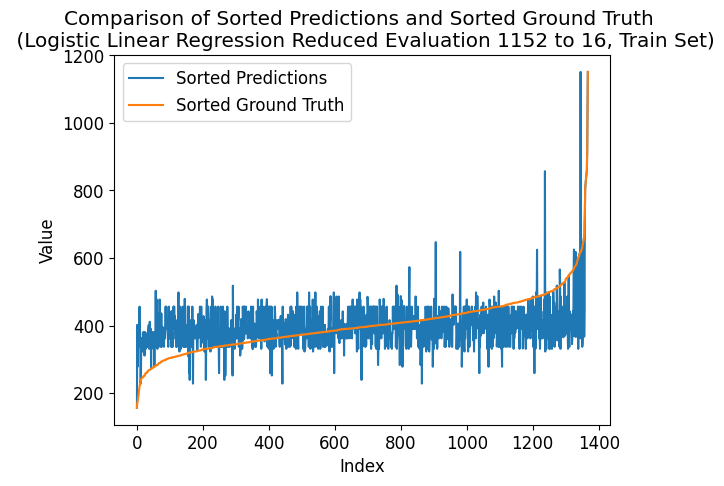 Comparison of Sorted Predictions and Sorted Ground Truth
(Logistic Linear Regression Reduced Evaluation 1152 to 16, Train Set)
1200
1000
800
600
400
200
Value
Sorted Predictions
Sorted Ground Truth
0 200 400 600 800 1000 1200 1400
Index